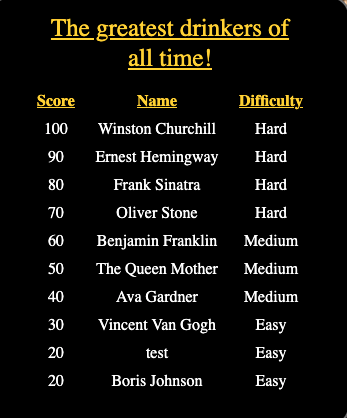 The greatest drinkers of
all time!
Score Name Difficulty
100 Winston Churchill Hard
90 Ernest Hemingway Hard
80 Frank Sinatra Hard
70 Oliver Stone Hard
60 Benjamin Franklin Medium
50 The Queen Mother Medium
40 Ava Gardner Medium
30 Vincent Van Gogh Easy
20 test Easy
20 Boris Johnson Easy